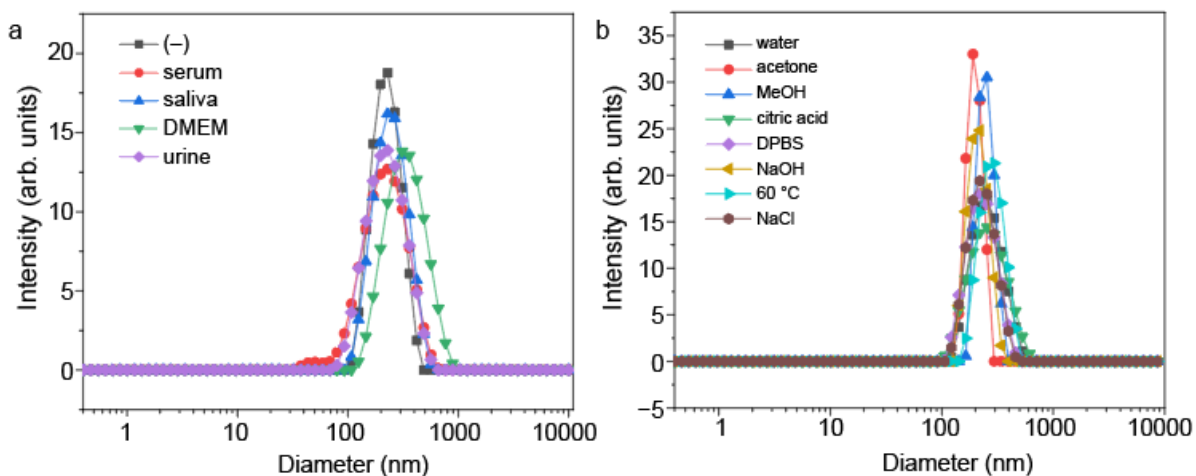 a
20
15
10
5
0
Intensity (arb. units)
(–)
serum
saliva
DMEM
urine
1
10
100
1000
10000
Diameter (nm)
b
35
30
25
20
15
10
5
0
−5
Intensity (arb. units)
water
acetone
MeOH
citric acid
DPBS
NaOH
60 °C
NaCl
1
10
100
1000
10000
Diameter (nm)